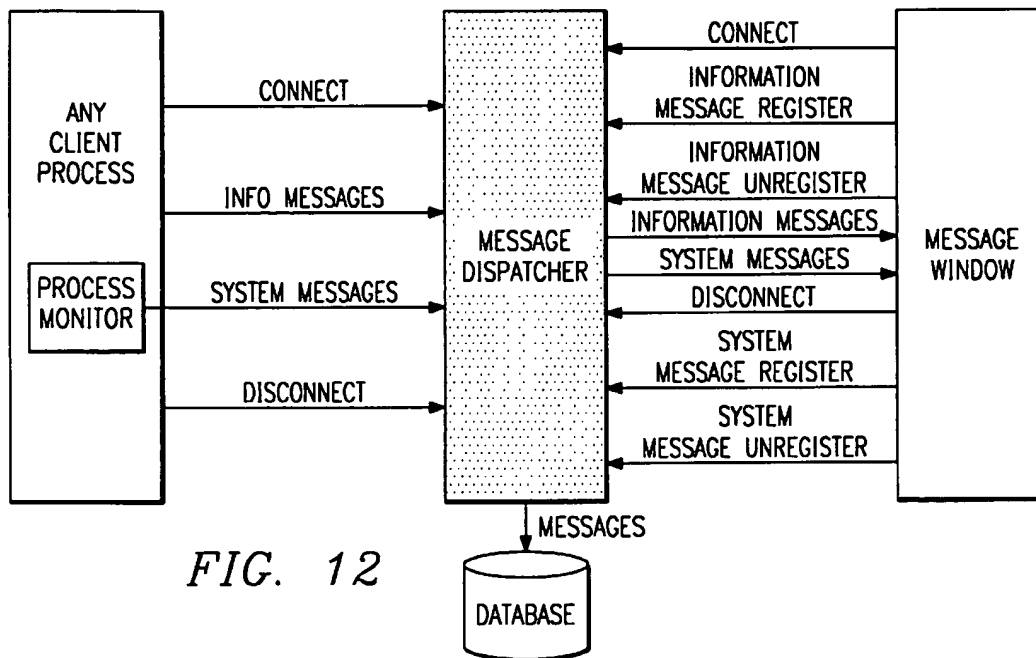 ANY
CLIENT
PROCESS
PROCESS
MONITOR
CONNECT
INFO MESSAGES
SYSTEM MESSAGES
DISCONNECT
MESSAGE
DISPATCHER
CONNECT
INFORMATION
MESSAGE REGISTER
INFORMATION
MESSAGE UNREGISTER
INFORMATION MESSAGES
SYSTEM MESSAGES
DISCONNECT
SYSTEM
MESSAGE REGISTER
SYSTEM
MESSAGE UNREGISTER
MESSAGE
WINDOW
MESSAGES
DATABASE
FIG. 12